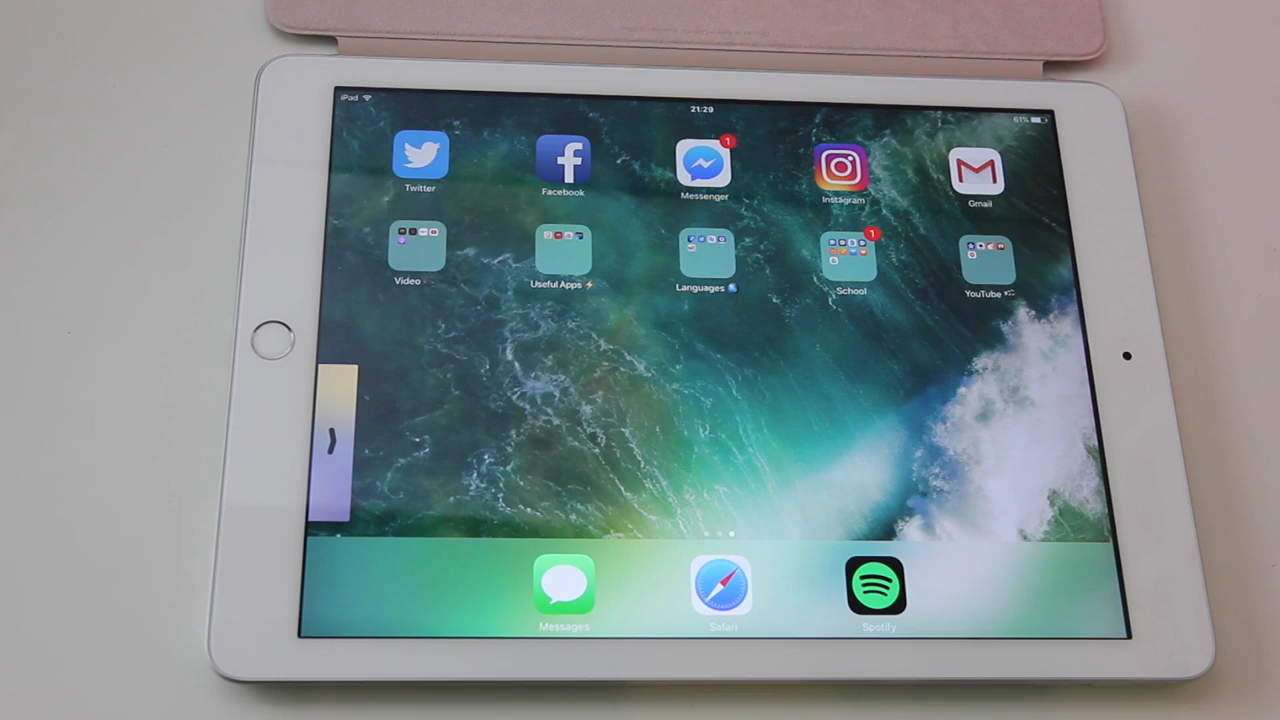 iPad 21:29 61%
1
Twitter Facebook Messenger Instagram Gmail
1
Video Useful Apps ⚡ Languages School YouTube
Messages Safari Spotify